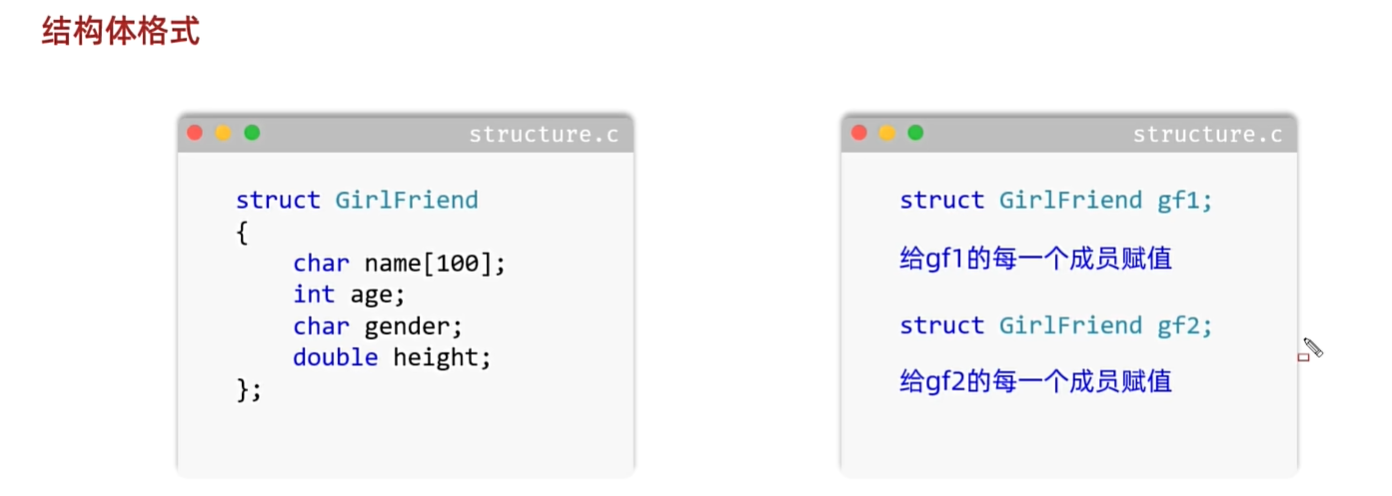 结构体格式
structure.c
struct GirlFriend
{
char name[100];
int age;
char gender;
double height;
};
structure.c
struct GirlFriend gf1;
给gf1的每一个成员赋值
struct GirlFriend gf2;
给gf2的每一个成员赋值